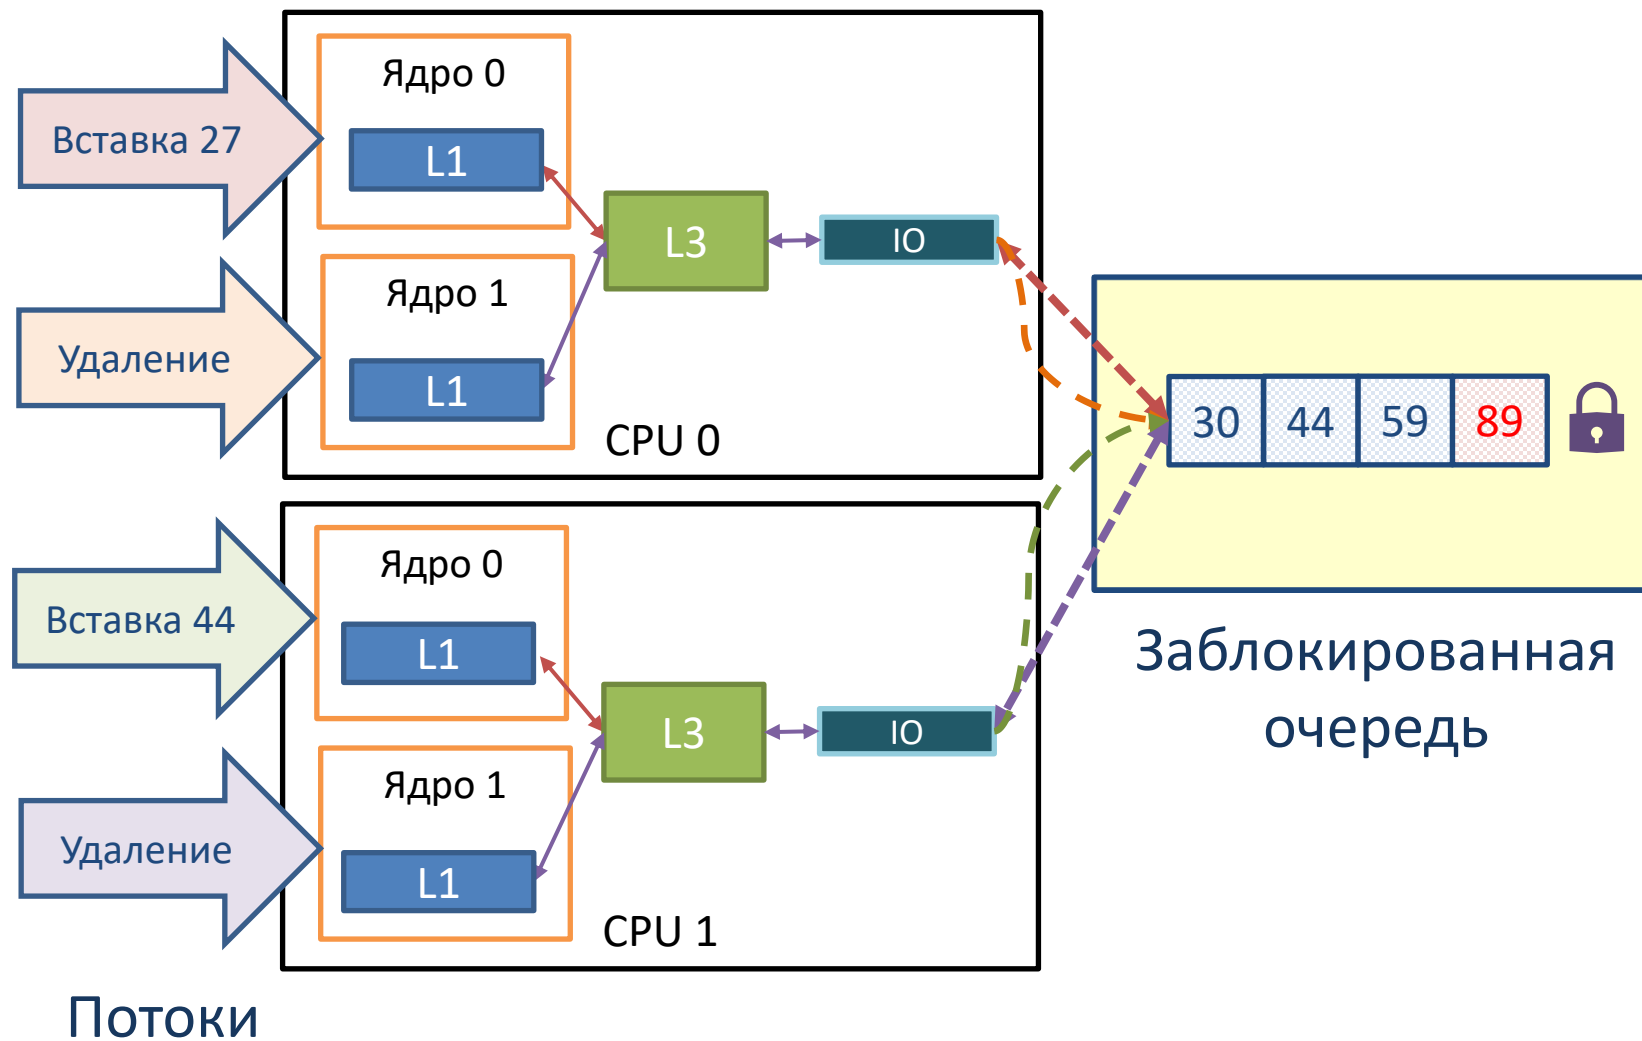 Вставка 27
Ядро 0
L1
Удаление
Ядро 1
L1
L3
IO
CPU 0
Вставка 44
Ядро 0
L1
Удаление
Ядро 1
L1
L3
IO
CPU 1
30 44 59 89
Заблокированная
очередь
Потоки